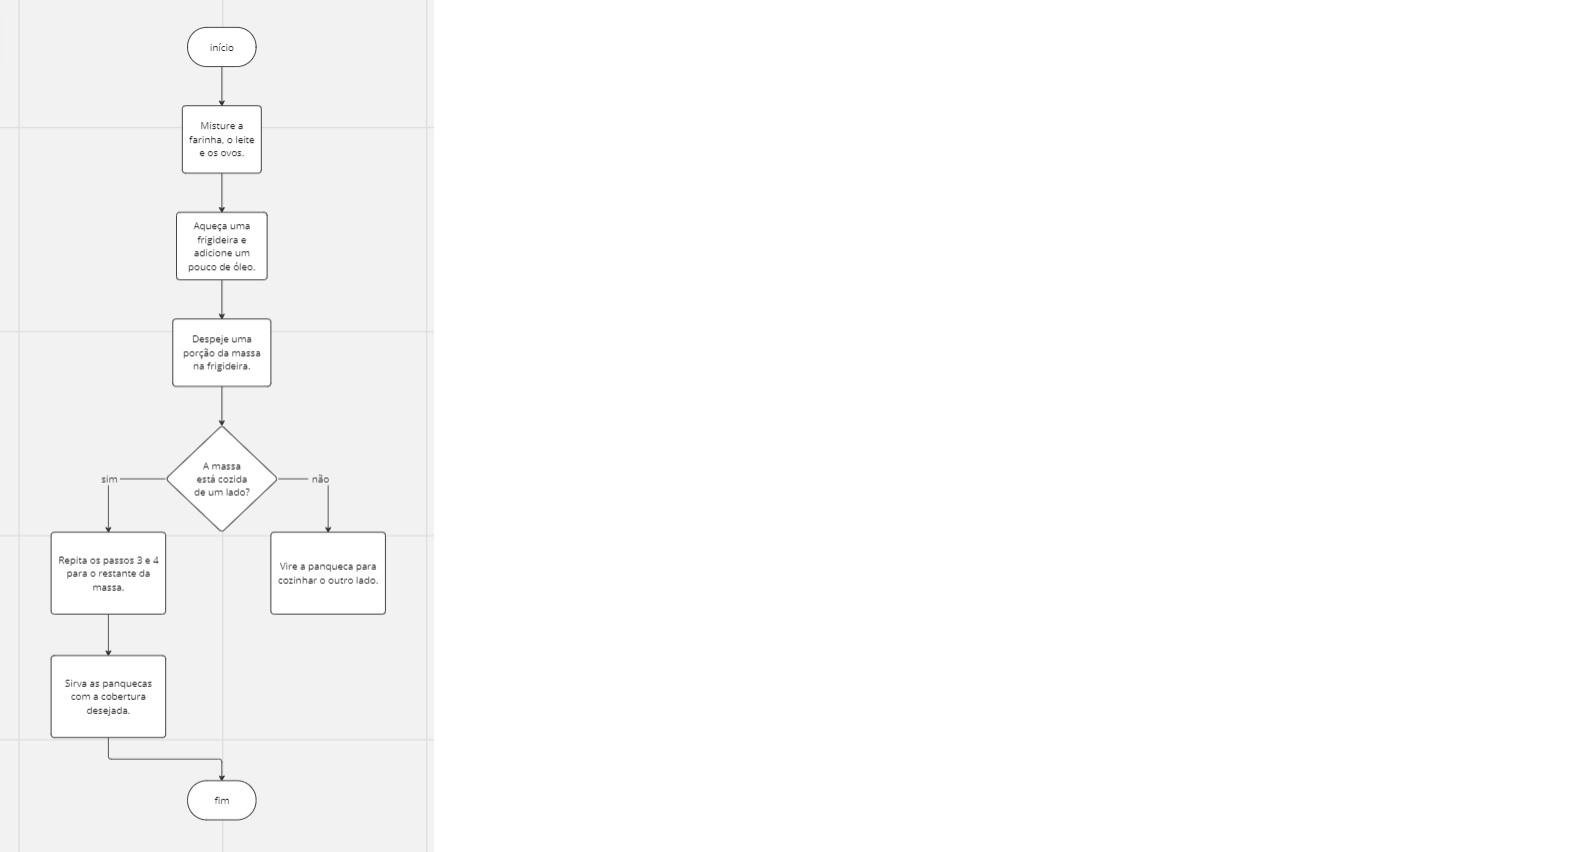 início
Misture a
farinha, o leite
e os ovos.
Aqueça uma
frigideira e
adicione um
pouco de óleo.
Despeje uma
porção da massa
na frigideira.
A massa
está cozida
de um lado?
sim
não
Repita os passos 3 e 4
para o restante da
massa.
Vire a panqueca para
cozinhar o outro lado.
Sirva as panquecas
com a cobertura
desejada.
fim